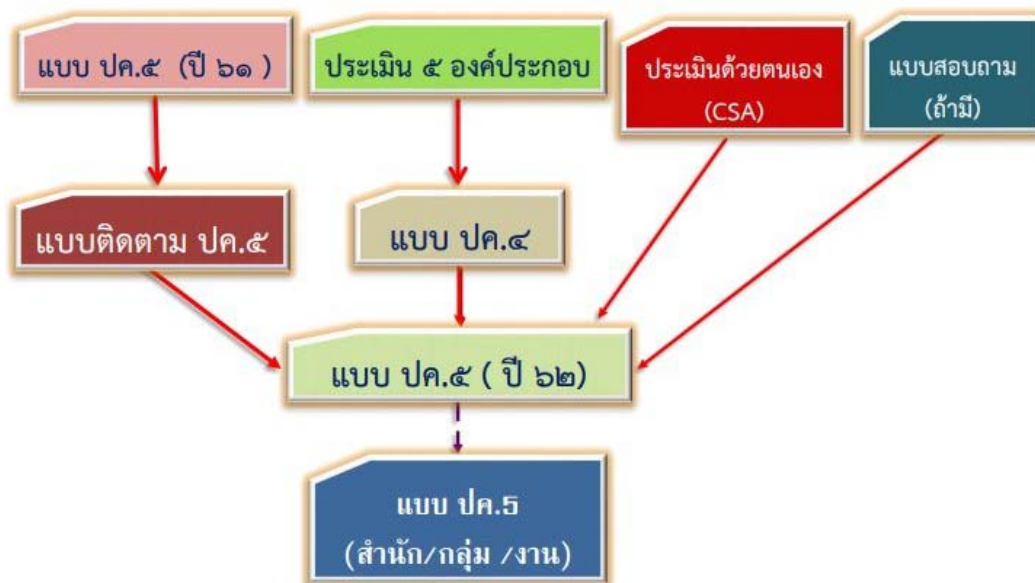 แบบ ปค.๕ (ปี ๖๑ )
ประเมิน ๕ องค์ประกอบ
ประเมินด้วยตนเอง
(CSA)
แบบสอบถาม
(ถ้ามี)
แบบติดตาม ปค.๕
แบบ ปค.๔
แบบ ปค.๕ ( ปี ๖๒)
แบบ ปค.5
(สำนัก/กลุ่ม /งาน)